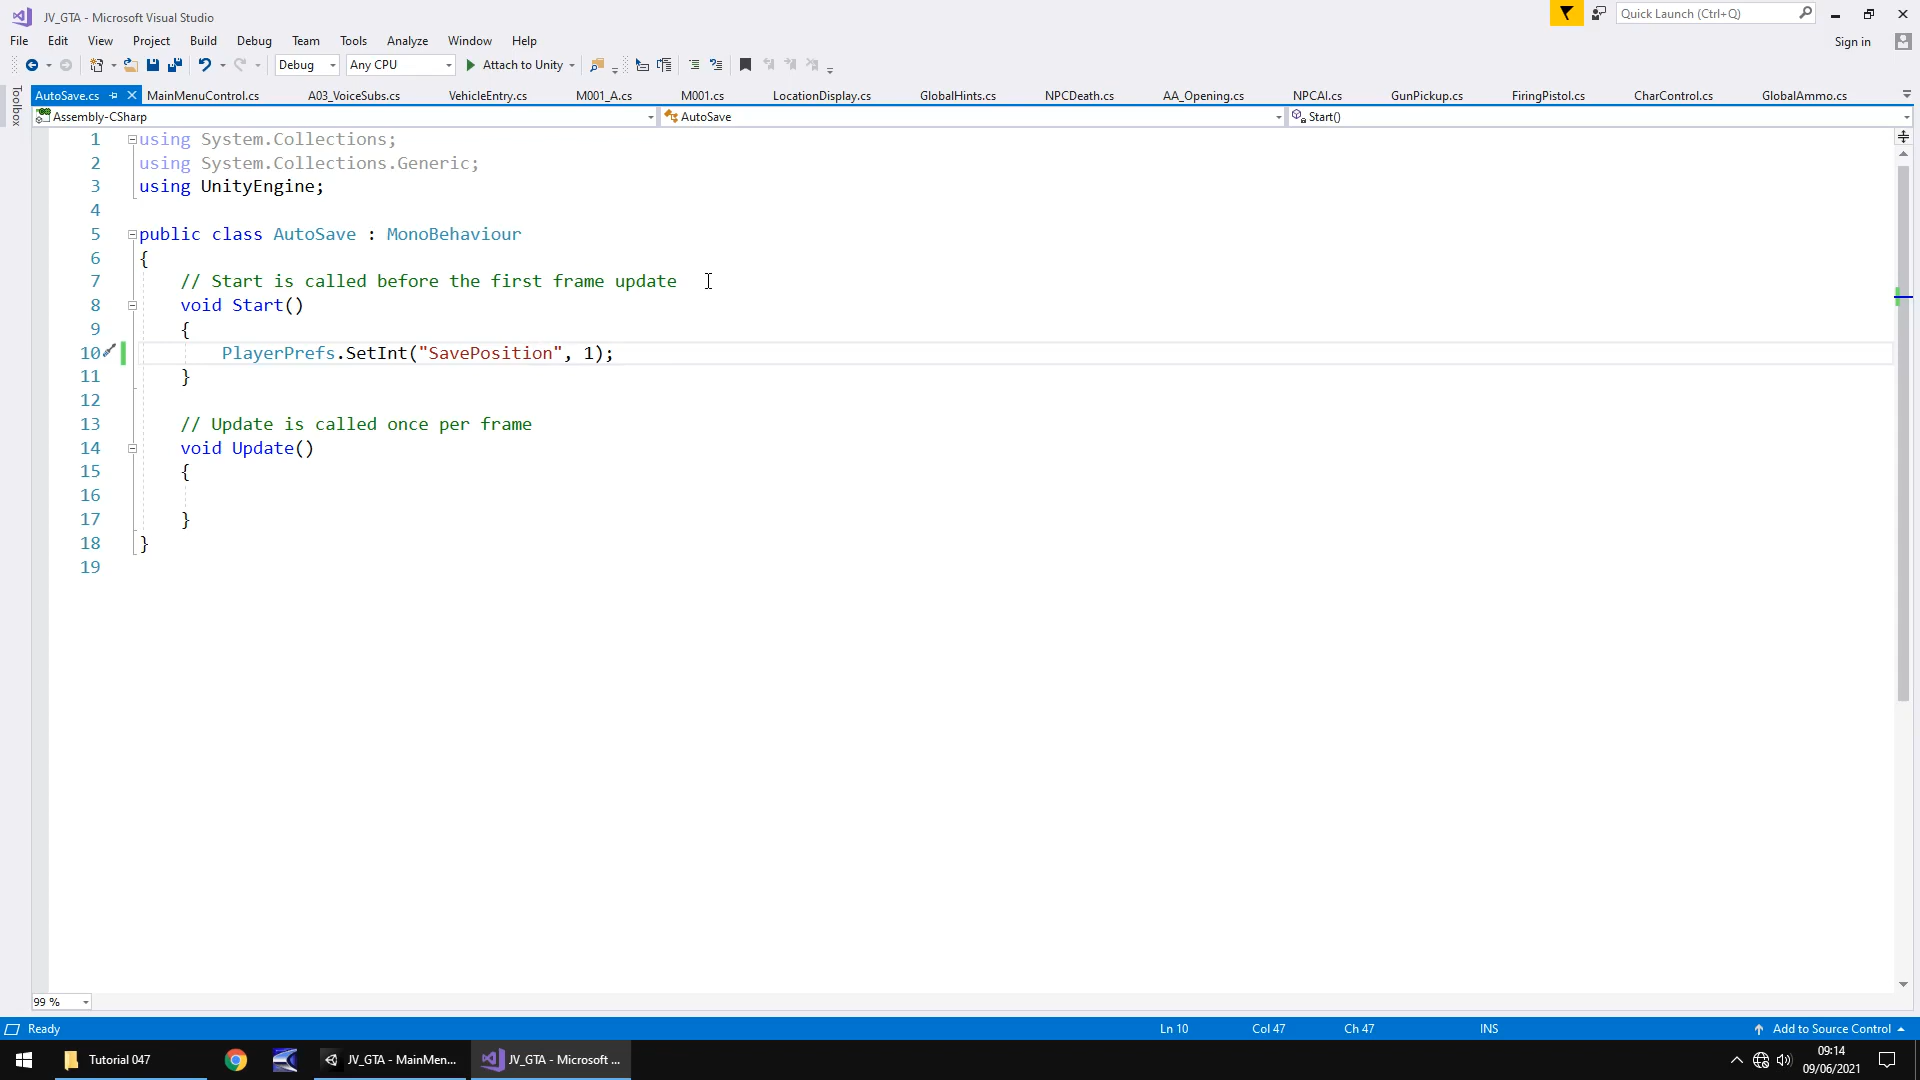 JV_GTA - Microsoft Visual Studio
Quick Launch (Ctrl+Q)
File Edit View Project Build Debug Team Tools Analyze Window Help
Sign in
Debug Any CPU Attach to Unity
Toolbox
AutoSave.cs MainMenuControl.cs A03_VoiceSubs.cs VehicleEntry.cs M001_A.cs M001.cs LocationDisplay.cs GlobalHints.cs NPCDeath.cs AA_Opening.cs NPCAI.cs GunPickup.cs FiringPistol.cs CharControl.cs GlobalAmmo.cs
Assembly-CSharp AutoSave Start()
1 using System.Collections;
2 using System.Collections.Generic;
3 using UnityEngine;
4
5 public class AutoSave : MonoBehaviour
6 {
7 // Start is called before the first frame update
8 void Start()
9 {
10 PlayerPrefs.SetInt("SavePosition", 1);
11 }
12
13 // Update is called once per frame
14 void Update()
15 {
16
17 }
18 }
19
99 %
Ready Ln 10 Col 47 Ch 47 INS Add to Source Control
Tutorial 047 JV_GTA - MainMen... JV_GTA - Microsoft ... 09:14
09/06/2021